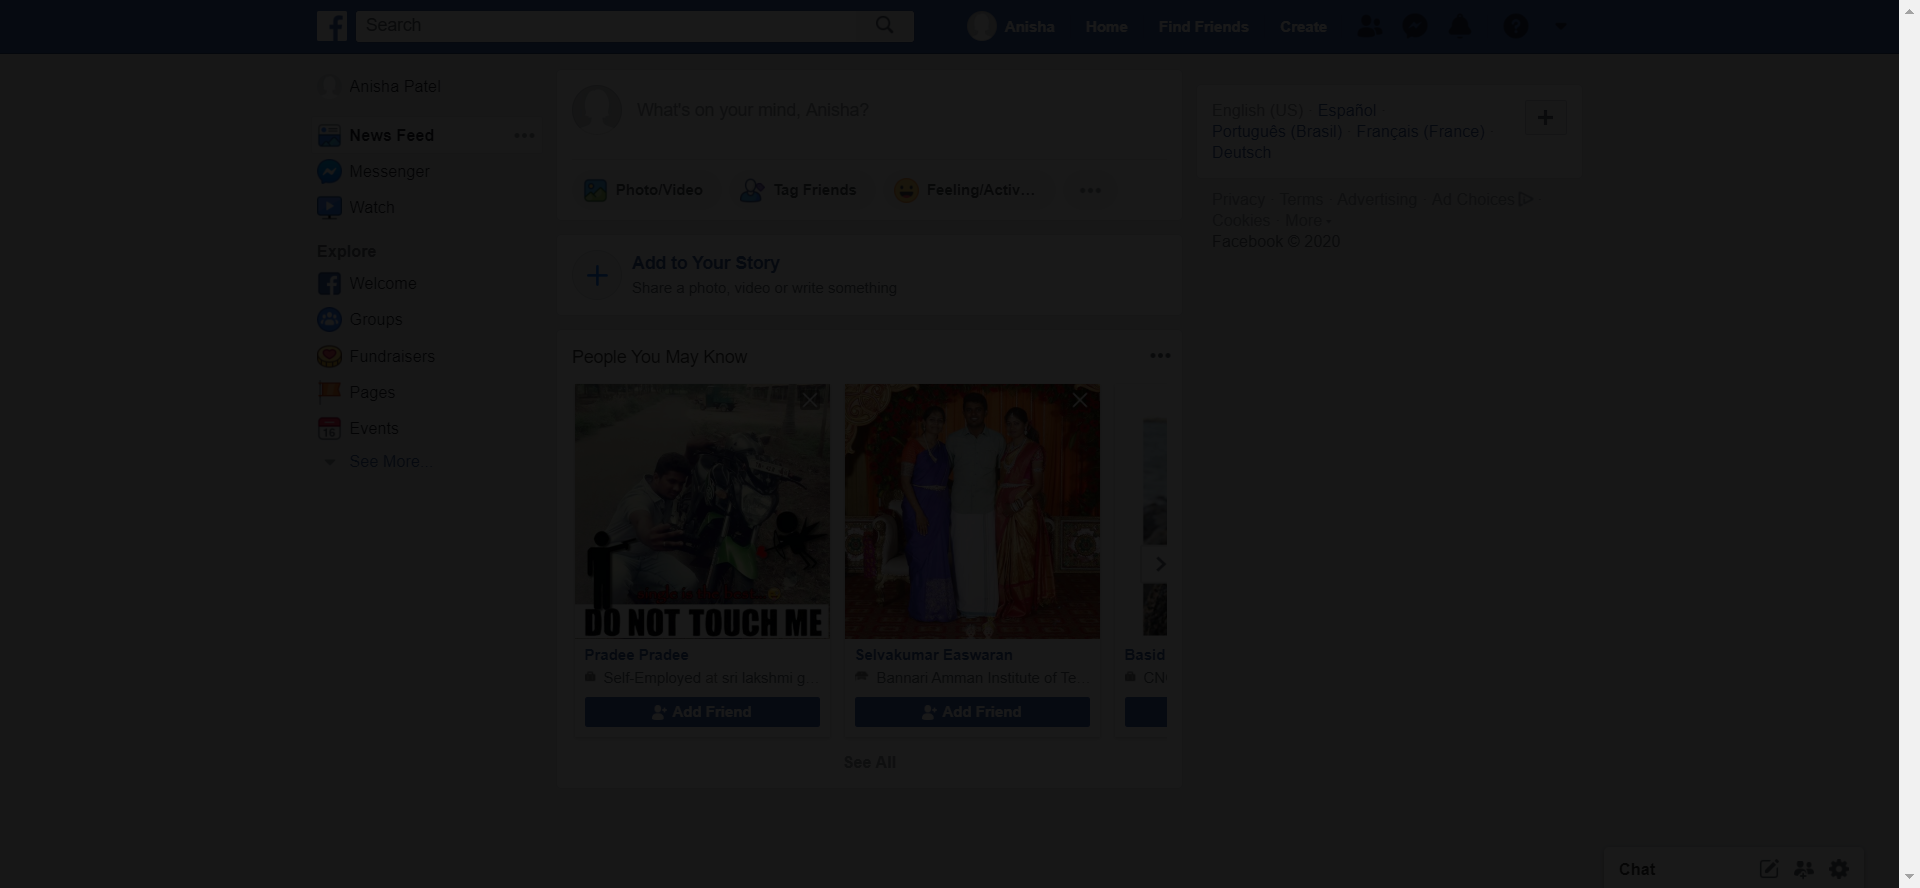 Search
Anisha
Home
Find Friends
Create
Anisha Patel
News Feed
Messenger
Watch
Explore
Welcome
Groups
Fundraisers
Pages
Events
16
See More...
What's on your mind, Anisha?
Photo/Video
Tag Friends
Feeling/Activ...
Add to Your Story
Share a photo, video or write something
People You May Know
DO NOT TOUCH ME
Pradee Pradee
Self-Employed at sri lakshmi g
Add Friend
Selvakumar Easwaran
Bannari Amman Institute of Te
Add Friend
Basid
CN
See All
English (US) Español
Português (Brasil) Français (France)
Deutsch
Privacy Terms Advertising Ad Choices
Cookies More
Facebook © 2020
Chat